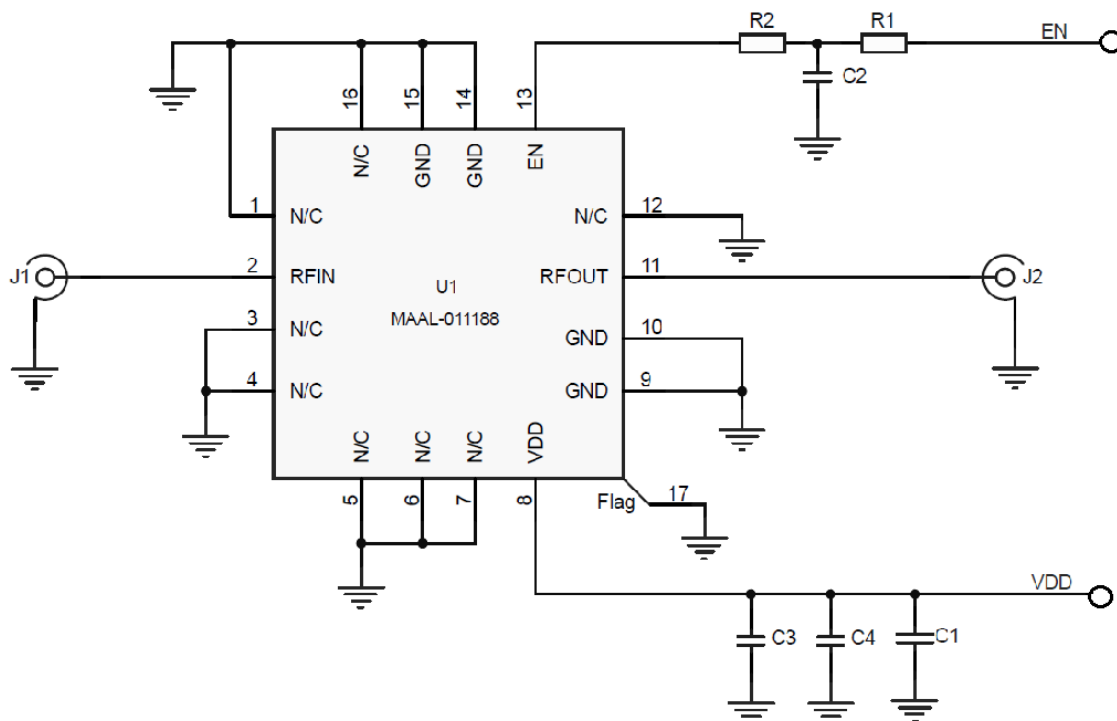 R2
R1
EN
C2
16
15
14
13
N/C
GND
GND
EN
1
N/C
N/C
12
J1
2
RFIN
RFOUT
11
J2
U1
MAAL-011188
3
N/C
GND
10
4
N/C
GND
9
N/C
N/C
N/C
VDD
5
6
7
8
Flag
17
VDD
C3
C4
C1